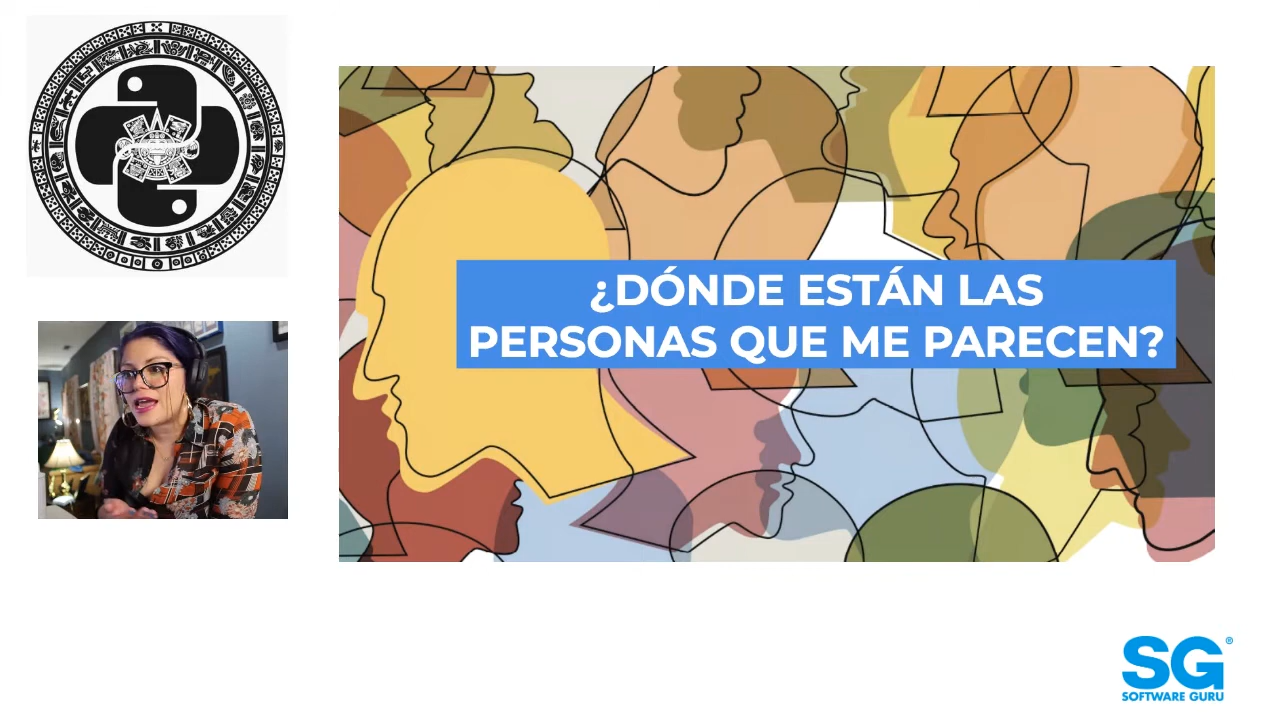 ¿DÓNDE ESTÁN LAS
PERSONAS QUE ME PARECEN?
SG®
SOFTWARE GURU